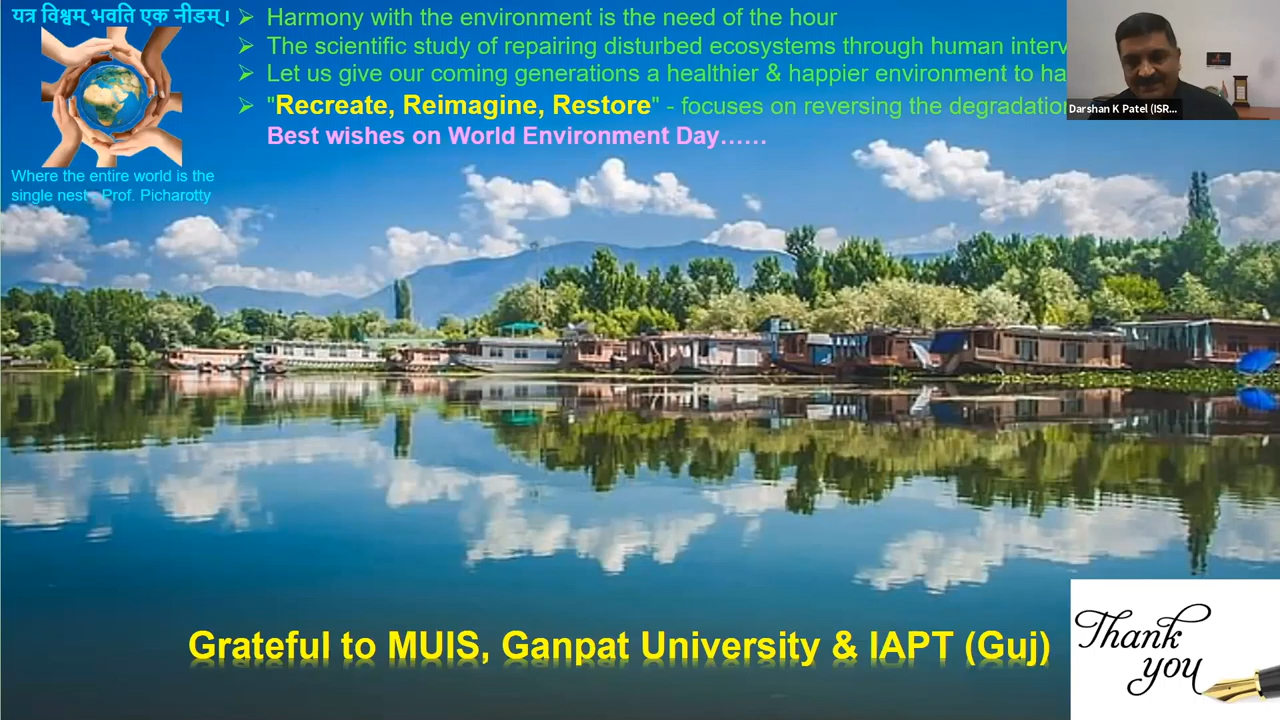 यत्र विश्वम् भवति एक नीडम्।
Where the entire world is the
single nest - Prof. Picharotty
➢ Harmony with the environment is the need of the hour
➢ The scientific study of repairing disturbed ecosystems through human interv
➢ Let us give our coming generations a healthier & happier environment to ha
➢ "Recreate, Reimagine, Restore" - focuses on reversing the degradatio
Best wishes on World Environment Day……
Darshan K Patel (ISR...
Grateful to MUIS, Ganpat University & IAPT (Guj)
Thank
you